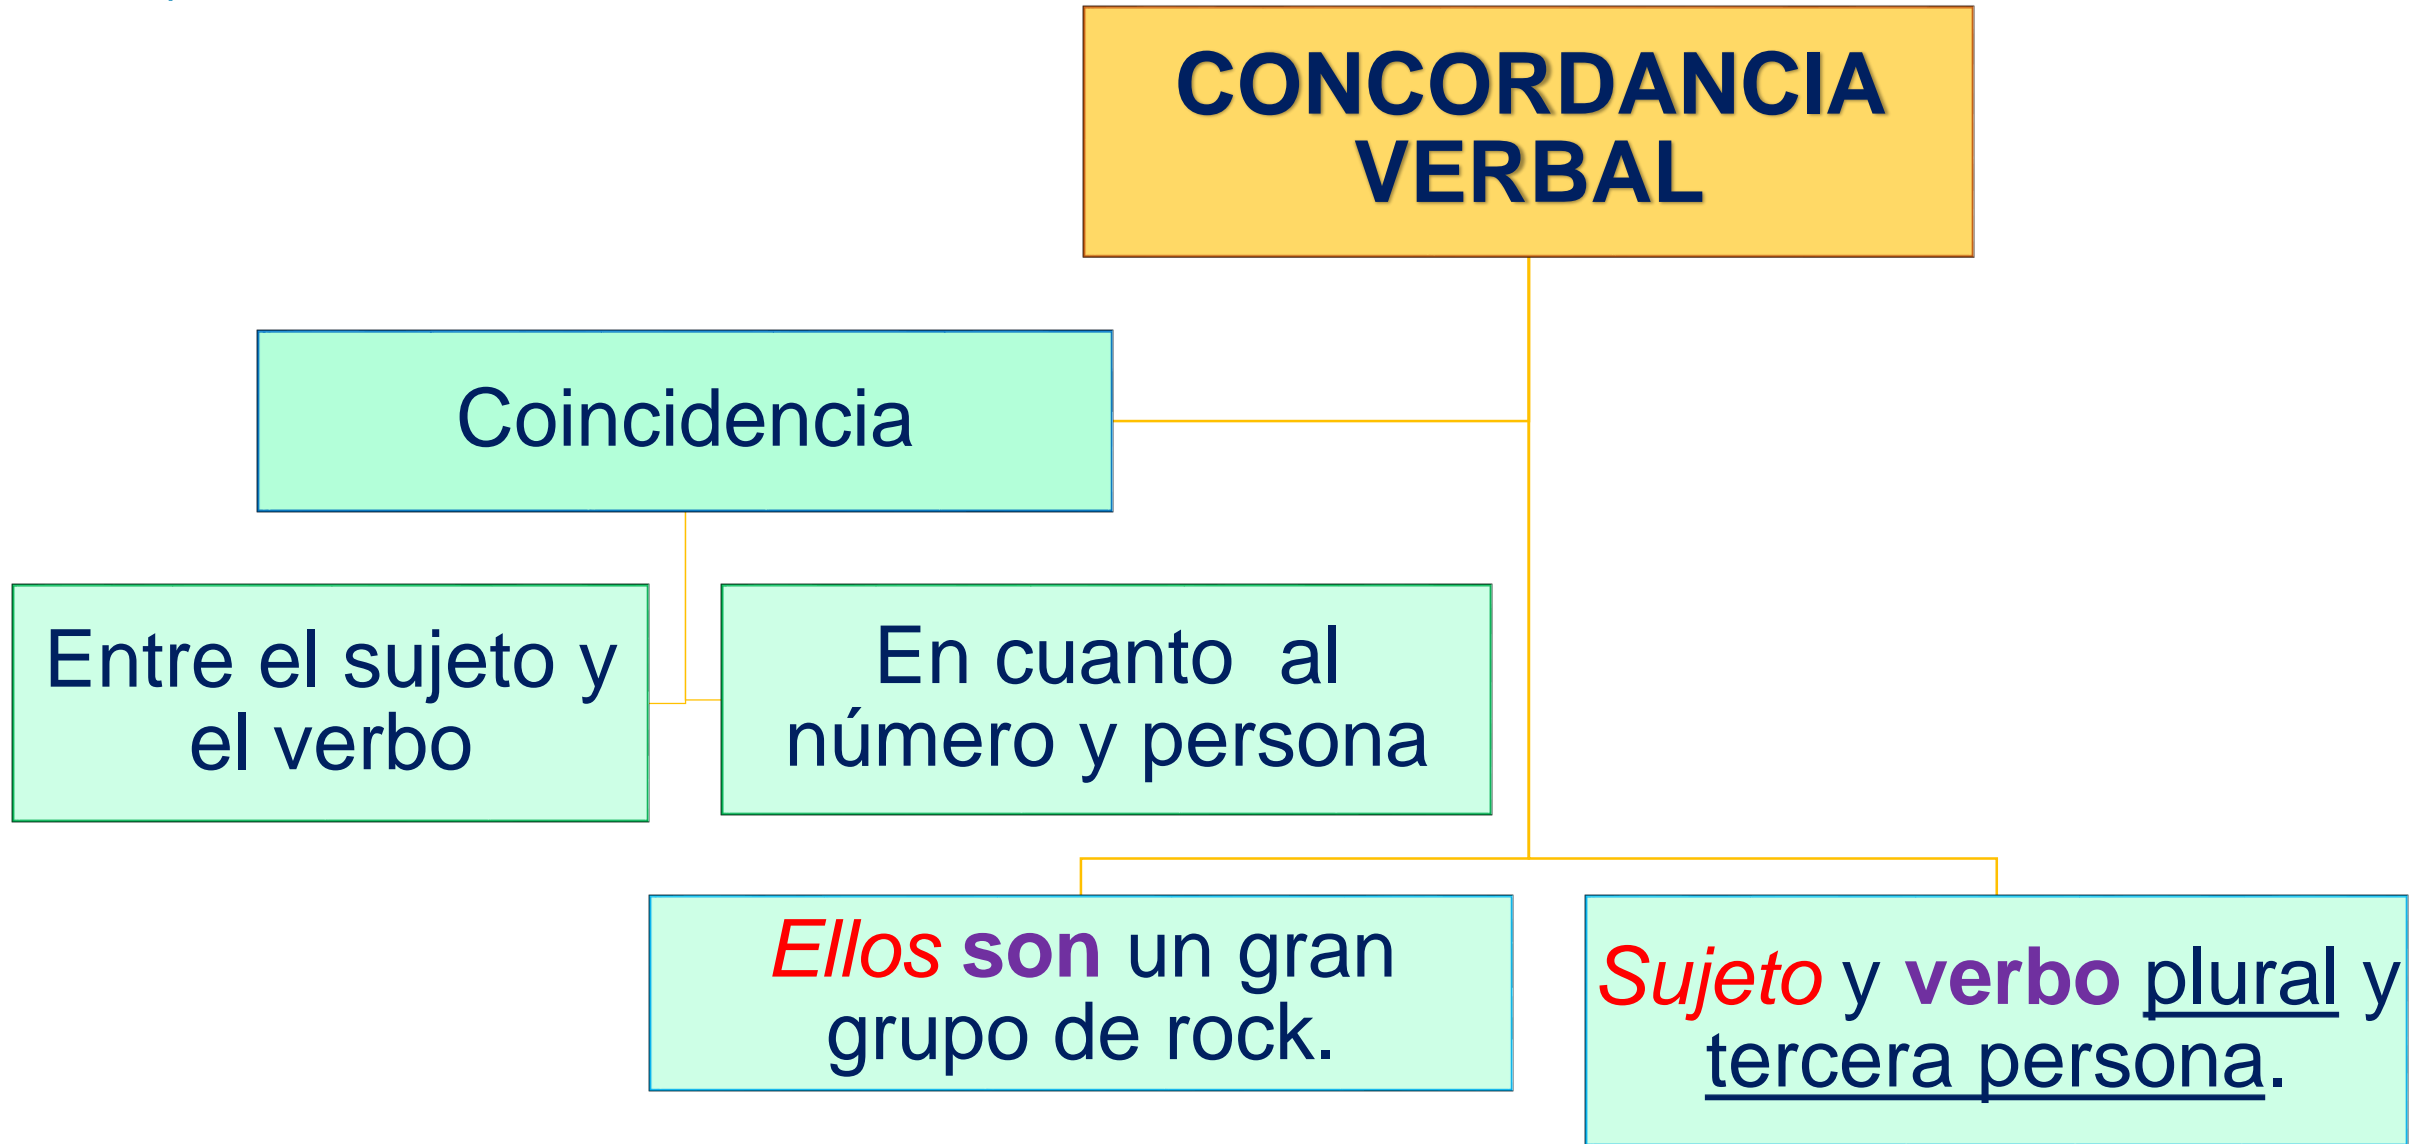 CONCORDANCIA
VERBAL
Coincidencia
Entre el sujeto y
el verbo
En cuanto  al
número y persona
Ellos son un gran
grupo de rock.
Sujeto y verbo plural y
tercera persona.